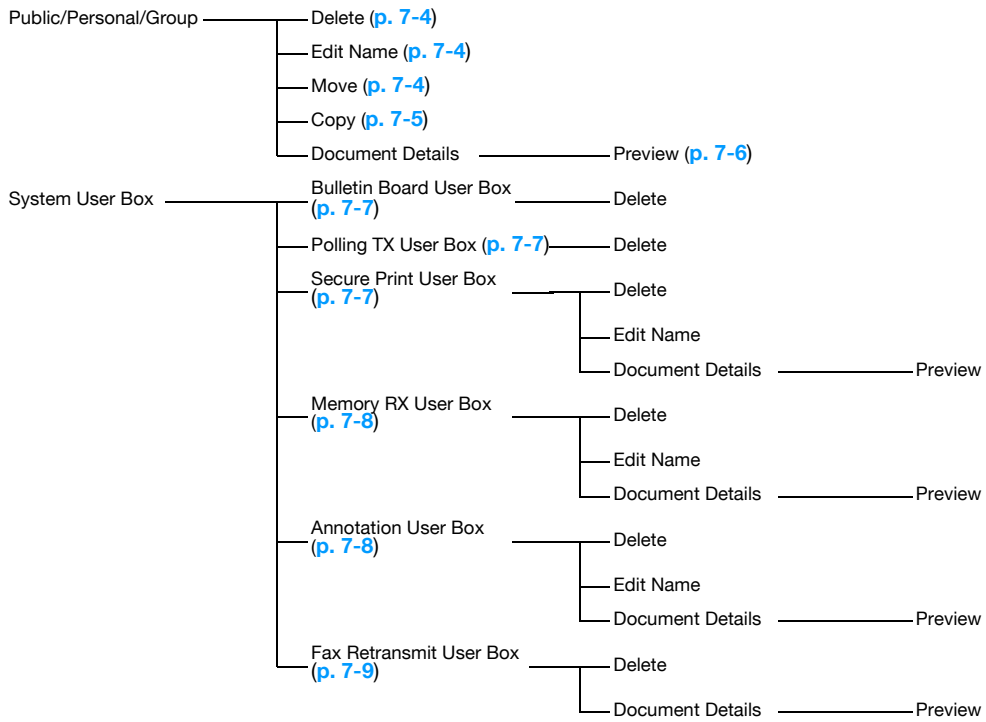 Public/Personal/Group Delete (p. 7-4)
Edit Name (p. 7-4)
Move (p. 7-4)
Copy (p. 7-5)
Document Details Preview (p. 7-6)
System User Box Bulletin Board User Box
(p. 7-7) Delete
Polling TX User Box (p. 7-7) Delete
Secure Print User Box
(p. 7-7) Delete
Edit Name
Document Details Preview
Memory RX User Box
(p. 7-8) Delete
Edit Name
Document Details Preview
Annotation User Box
(p. 7-8) Delete
Edit Name
Document Details Preview
Fax Retransmit User Box
(p. 7-9) Delete
Document Details Preview